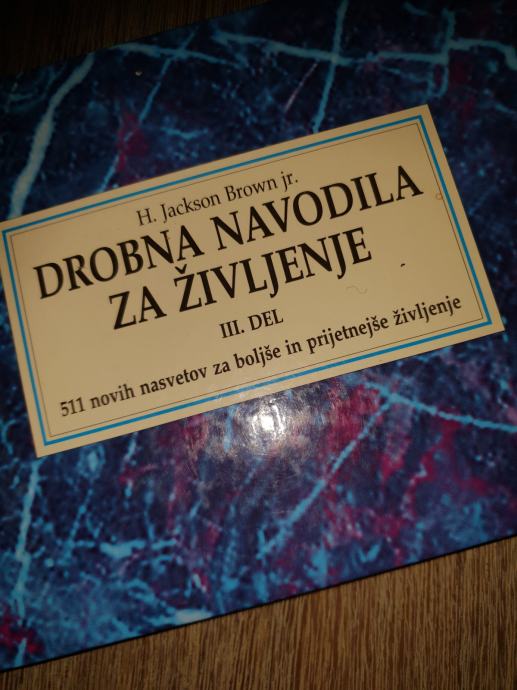 H. Jackson Brown jr.
DROBNA NAVODILA
ZA ŽIVLJENJE
III. DEL
511 novih nasvetov za boljše in prijetnejše življenje